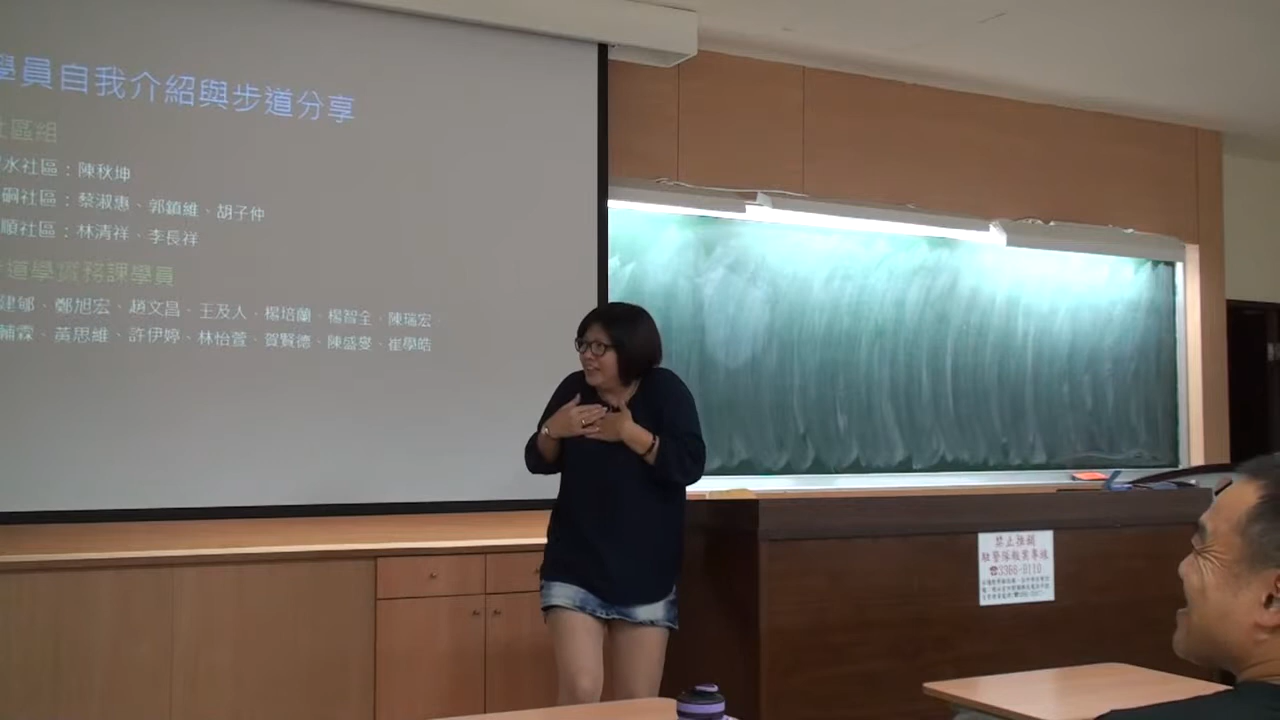 學員自我介紹與步道分享
社區組
水社區：陳秋坤
硐社區：蔡淑惠、郭鎮維、胡子仲
順社區：林清祥、李長祥
道學實務課學員
建郇、鄭旭宏、趙文昌、王及人、楊培蘭、楊智全、陳瑞宏、
輔霖、黃思維、許伊婷、林怡萱、賀賢德、陳盛燮、崔學皓
禁止推銷
駐警隊報案專線
☎3366-9110